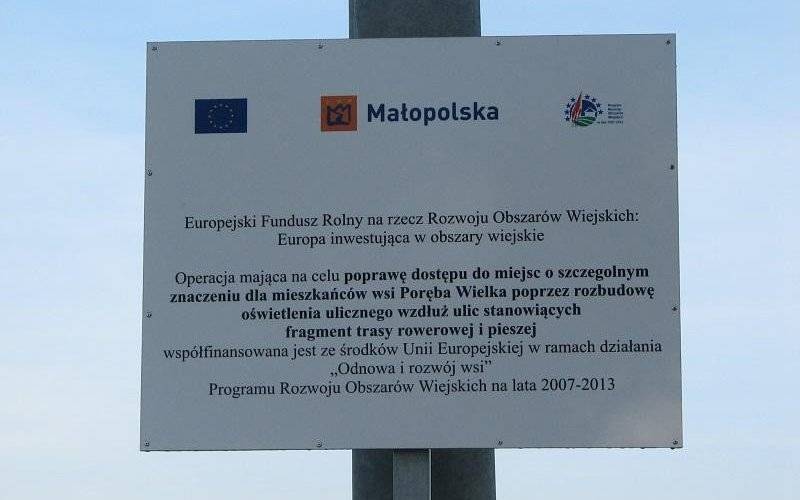 Małopolska
Europejski Fundusz Rolny na rzecz Rozwoju Obszarów Wiejskich:
Europa inwestująca w obszary wiejskie
Operacja mająca na celu poprawę dostępu do miejsc o szczegolnym
znaczeniu dla mieszkańców wsi Poręba Wielka poprzez rozbudowę
oświetlenia ulicznego wzdłuż ulic stanowiących
fragment trasy rowerowej i pieszej
współfinansowana jest ze środków Unii Europejskiej w ramach działania
„Odnowa i rozwój wsi”
Programu Rozwoju Obszarów Wiejskich na lata 2007-2013